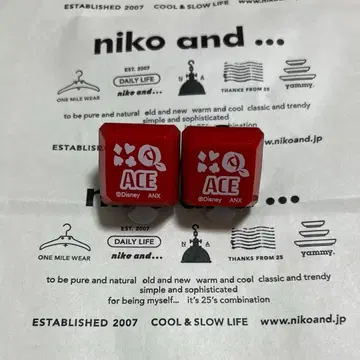 ESTABLISHED 2007 COOL & SLOW LIFE www.nikoand.jp
niko and ...
ONE MILE WEAR
EST. 2007
DAILY LIFE
niko and...
N A
THANKS FROM 25
yammy.
to be pure and natural old and new warm and cool classic and trendy
simple and sophisticated
ESTABLISHED
www.nikoand.jp
ACE
©Disney ANX
ACE
©Disney ANX
ONE MILE WEAR
EST. 2007
DAILY LIFE
niko and...
N A
THANKS FROM 25
yammy.
to be pure and natural old and new warm and cool classic and trendy
simple and sophisticated
for being myself... it's 25's combination
ESTABLISHED 2007 COOL & SLOW LIFE www.nikoand.jp